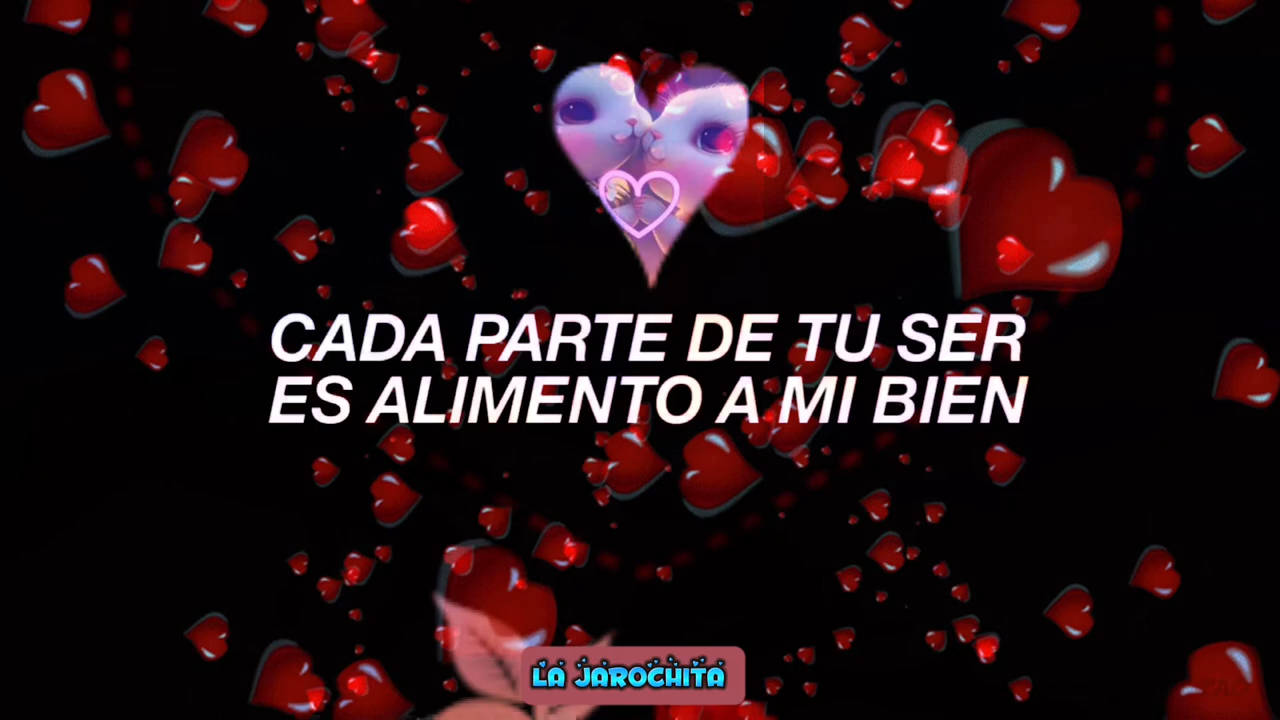 CADA PARTE DE TU SER
ES ALIMENTO A MI BIEN
LA JAROCHITA